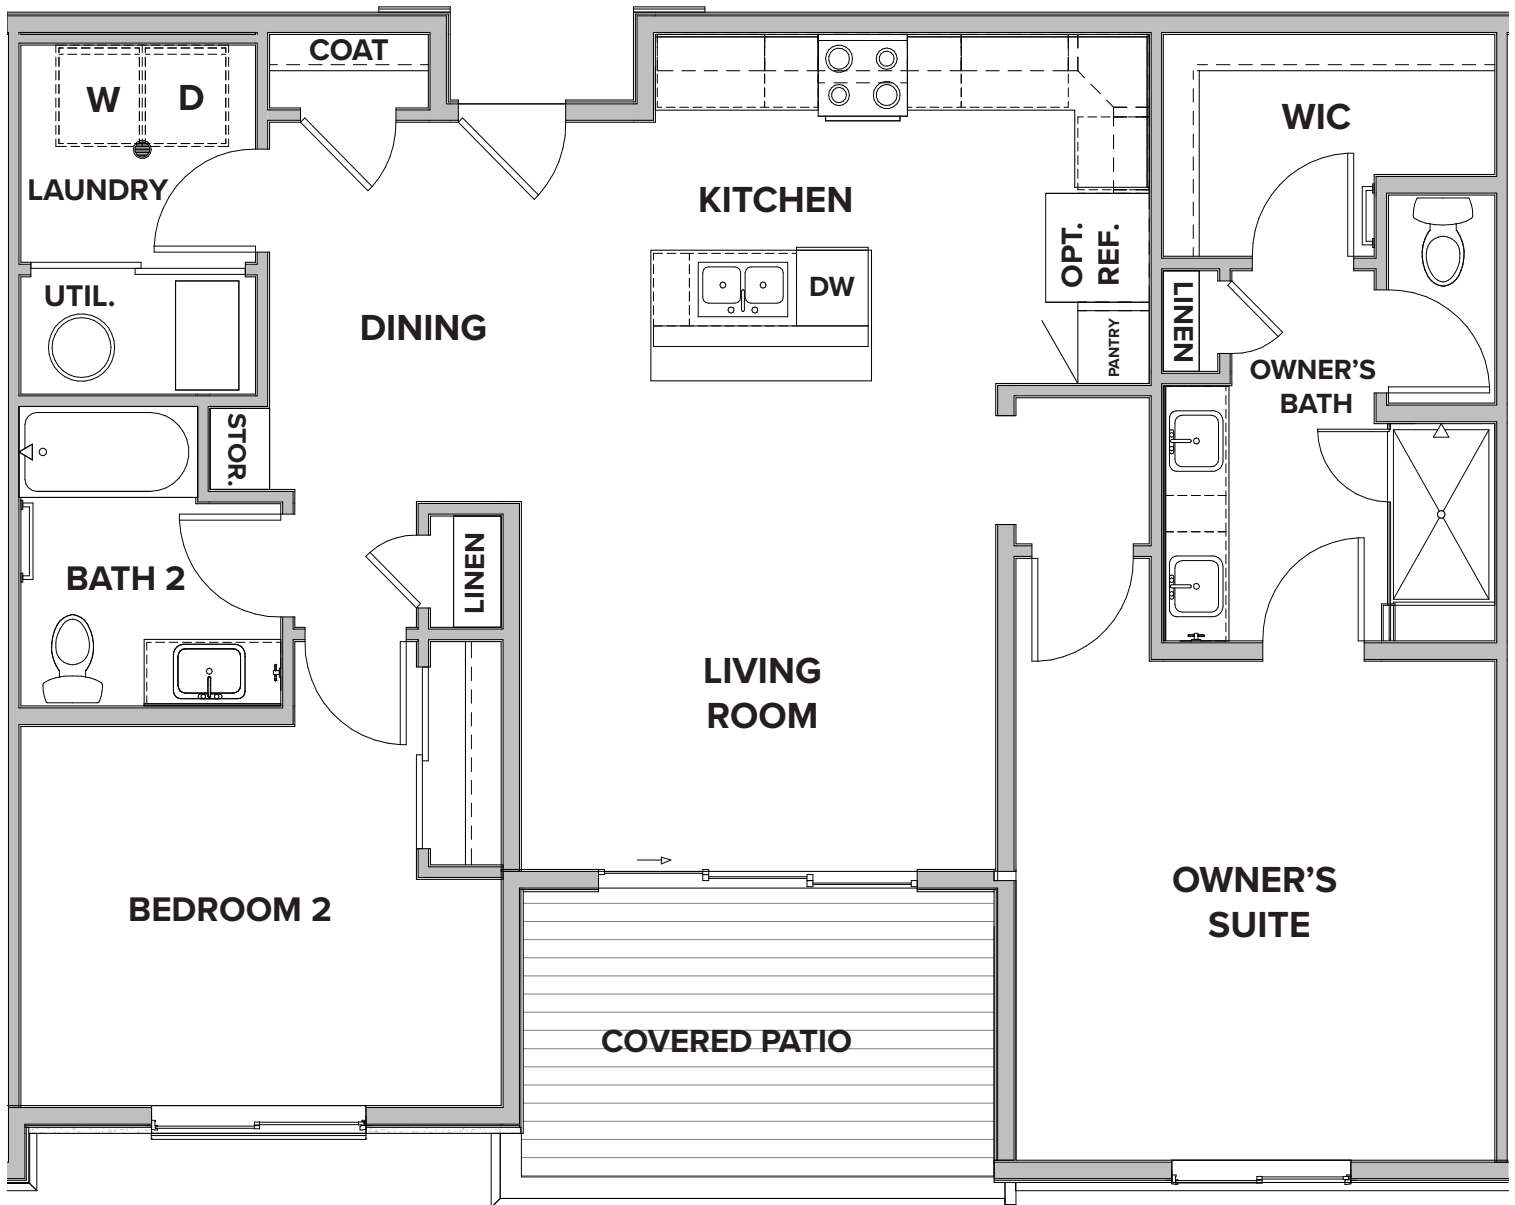 COAT
W
D
WIC
LAUNDRY
KITCHEN
OPT.
REF.
UTIL.
DW
LINEN
DINING
PANTRY
OWNER'S
BATH
STOR.
LINEN
BATH 2
LIVING
ROOM
OWNER'S
SUITE
BEDROOM 2
COVERED PATIO